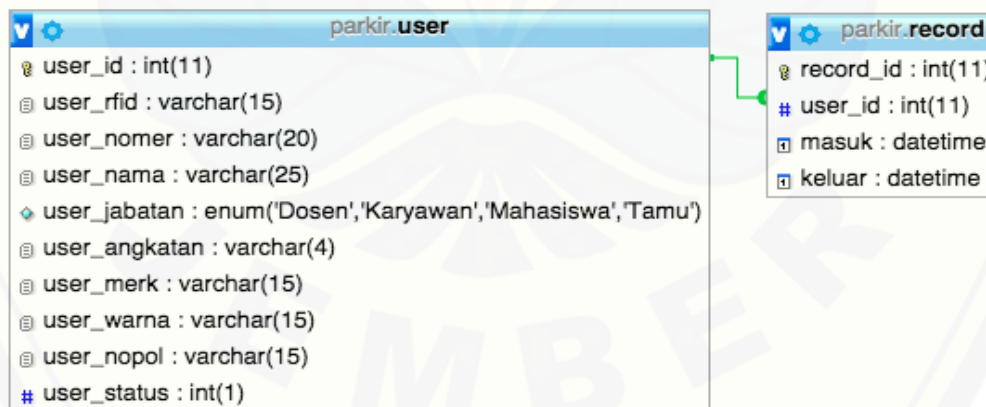 parkir.user
user_id : int(11)
user_rfid : varchar(15)
user_nomer : varchar(20)
user_nama : varchar(25)
user_jabatan : enum('Dosen','Karyawan','Mahasiswa','Tamu')
user_angkatan : varchar(4)
user_merk : varchar(15)
user_warna : varchar(15)
user_nopol : varchar(15)
# user_status : int(1)
parkir.record
record_id : int(11)
# user_id : int(11)
masuk : datetime
keluar : datetime
EMBER